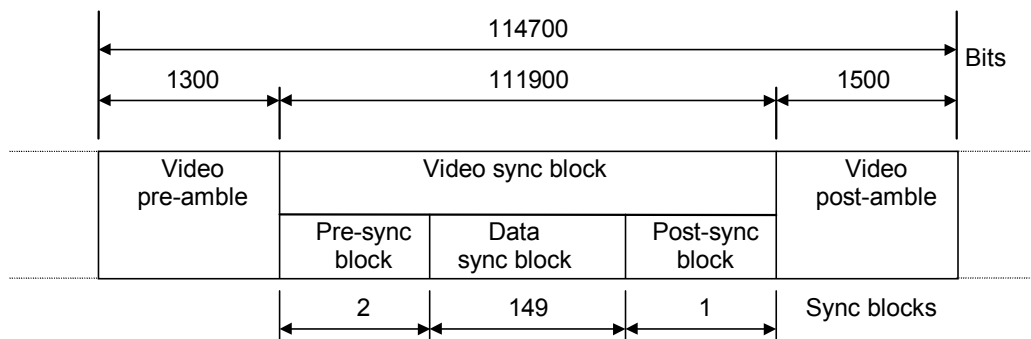 114700
Bits
1300
111900
1500
Video
pre-amble
Video sync block
Video
post-amble
Pre-sync
block
Data
sync block
Post-sync
block
2
149
1
Sync blocks